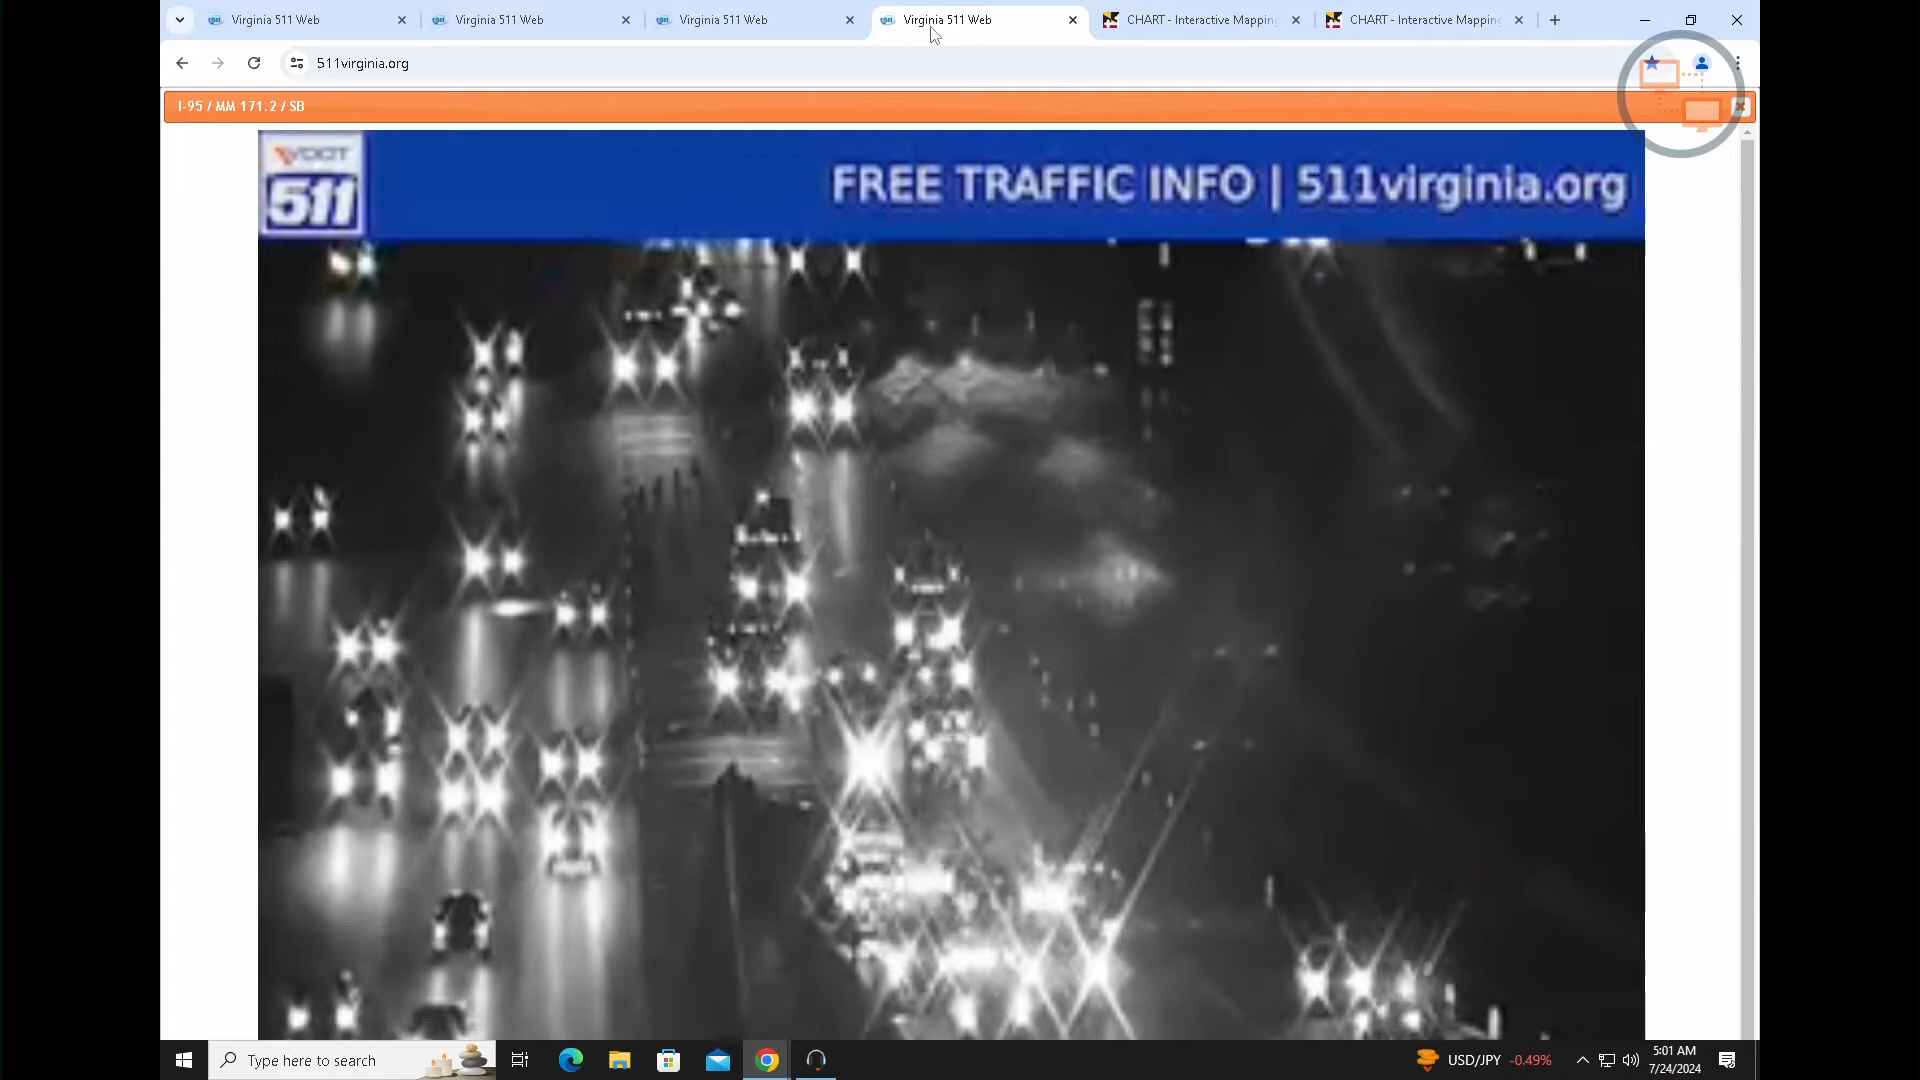 Virginia 511 Web
Virginia 511 Web
Virginia 511 Web
Virginia 511 Web
CHART - Interactive Mapping
CHART - Interactive Mapping
511virginia.org
I-95 / MM 171.2 / SB
VDOT
511
FREE TRAFFIC INFO | 511virginia.org
Type here to search
USD/JPY -0.49%
5:01 AM
7/24/2024